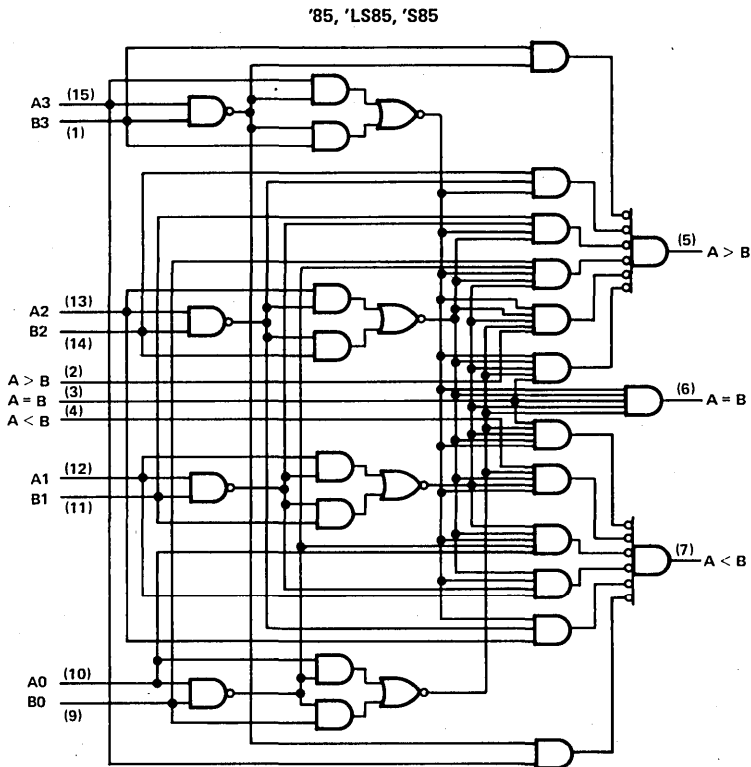 '85, 'LS85, 'S85
A3 (15)
B3 (1)
(5) A > B
A2 (13)
B2 (14)
A > B (2)
A = B (3)
A < B (4)
(6) A = B
A1 (12)
B1 (11)
(7) A < B
A0 (10)
B0 (9)